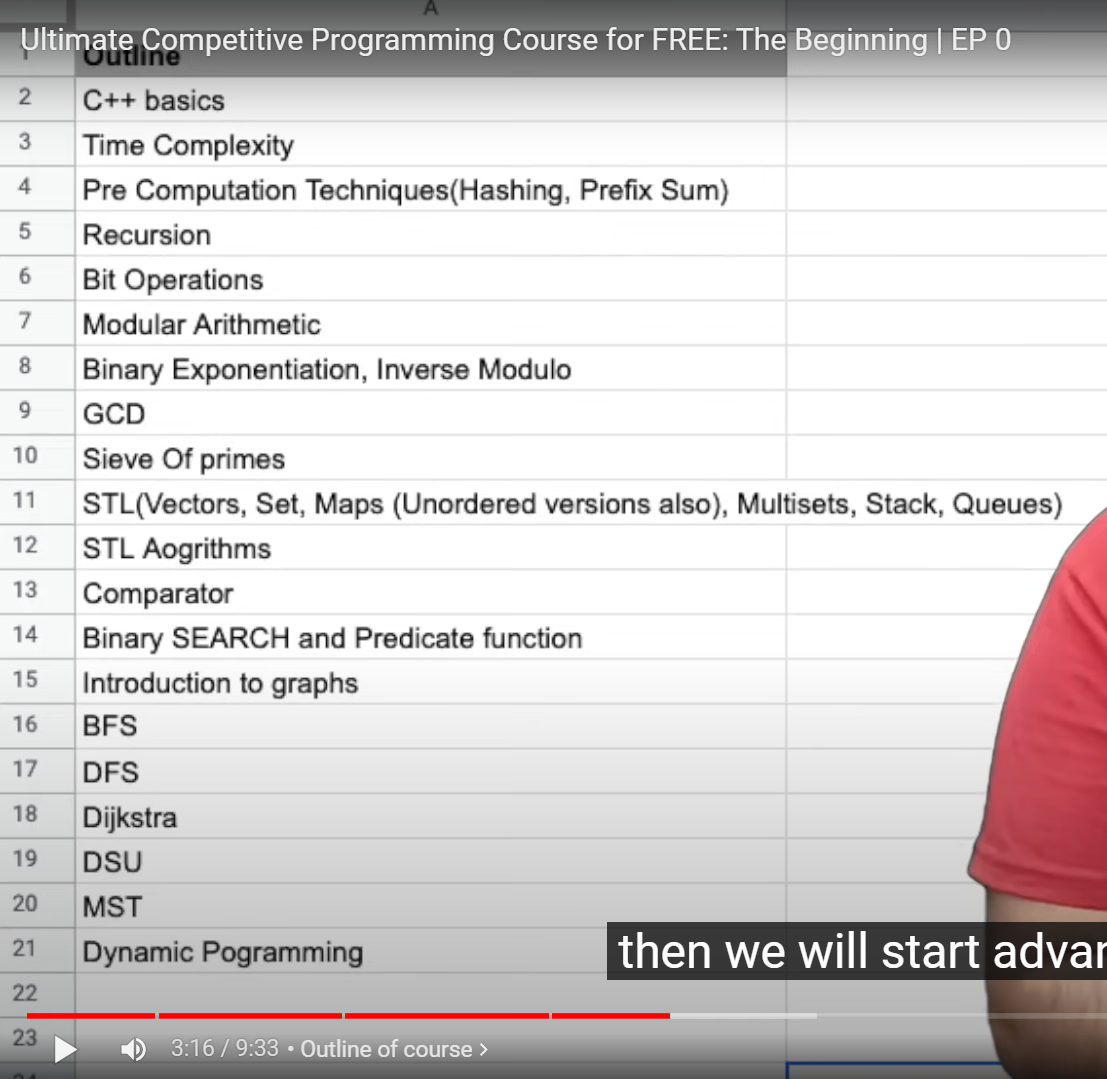 A
Ultimate Competitive Programming Course for FREE: The Beginning | EP 0
1 Outline
2 C++ basics
3 Time Complexity
4 Pre Computation Techniques(Hashing, Prefix Sum)
5 Recursion
6 Bit Operations
7 Modular Arithmetic
8 Binary Exponentiation, Inverse Modulo
9 GCD
10 Sieve Of primes
11 STL(Vectors, Set, Maps (Unordered versions also), Multisets, Stack, Queues)
12 STL Aogrithms
13 Comparator
14 Binary SEARCH and Predicate function
15 Introduction to graphs
16 BFS
17 DFS
18 Dijkstra
19 DSU
20 MST
21 Dynamic Pogramming
then we will start advan
22
23
3:16 / 9:33 • Outline of course >